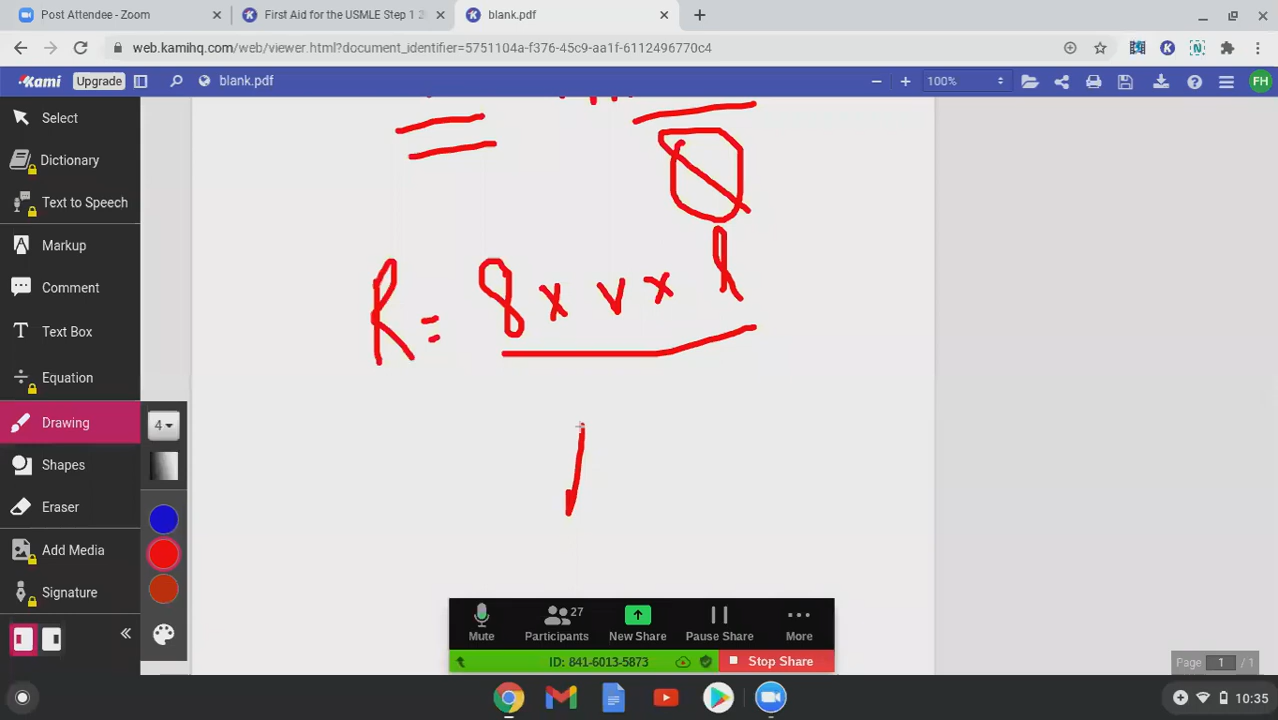 Post Attendee - Zoom
First Aid for the USMLE Step 1 2
blank.pdf
web.kamihq.com/web/viewer.html?document_identifier=5751104a-f376-45c9-aa1f-6112496770c4
Kami
Upgrade
blank.pdf
100%
FH
Select
Dictionary
Text to Speech
Markup
Comment
Text Box
Equation
Drawing
4
Shapes
Eraser
Add Media
Signature
R = 8 x v x l
27
Mute
Participants
New Share
Pause Share
More
ID: 841-6013-5873
Stop Share
Page 1 / 1
10:35